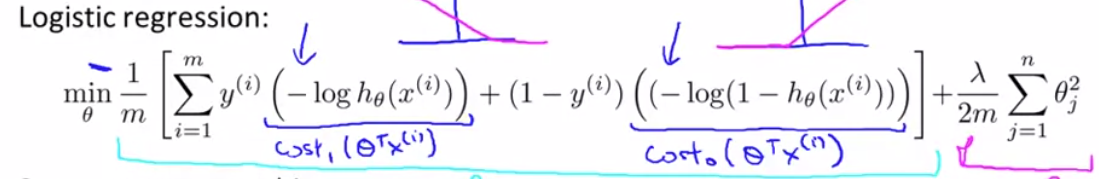 Logistic regression:
min_θ 1/m [ Σ_{i=1}^{m} y^{(i)} (−log h_θ(x^{(i)})) + (1 − y^{(i)}) ((−log(1 − h_θ(x^{(i)})))) ] + λ/2m Σ_{j=1}^{n} θ_j^2
cost₁(θᵀx⁽ⁱ⁾) cost₀(θᵀx⁽ⁱ⁾)